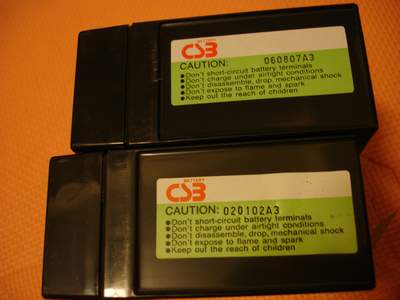 BATTERY
CSB
CAUTION: 060807A3
●Don't short-circuit battery terminals
●Don't charge under airtight conditions
●Don't disassemble, drop, mechanical shock
●Don't expose to flame and spark
●Keep out the reach of children
BATTERY
CSB
CAUTION: 020102A3
●Don't short-circuit battery terminals
●Don't charge under airtight conditions
●Don't disassemble, drop, mechanical shock
●Don't expose to flame and spark
●Keep out the reach of children